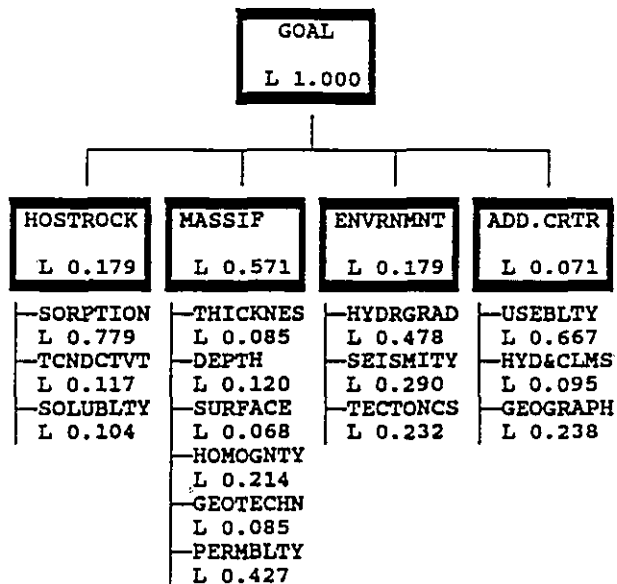 GOAL
L 1.000
HOSTROCK
L 0.179
SORPTION
L 0.779
TCNDCTVT
L 0.117
SOLUBLTY
L 0.104
MASSIF
L 0.571
THICKNES
L 0.085
DEPTH
L 0.120
SURFACE
L 0.068
HOMOGNTY
L 0.214
GEOTECHN
L 0.085
PERMBLTY
L 0.427
ENVRNMNT
L 0.179
HYDRGRAD
L 0.478
SEISMITY
L 0.290
TECTONCS
L 0.232
ADD.CRTR
L 0.071
USEBLTY
L 0.667
HYD&CLMS
L 0.095
GEOGRAPH
L 0.238